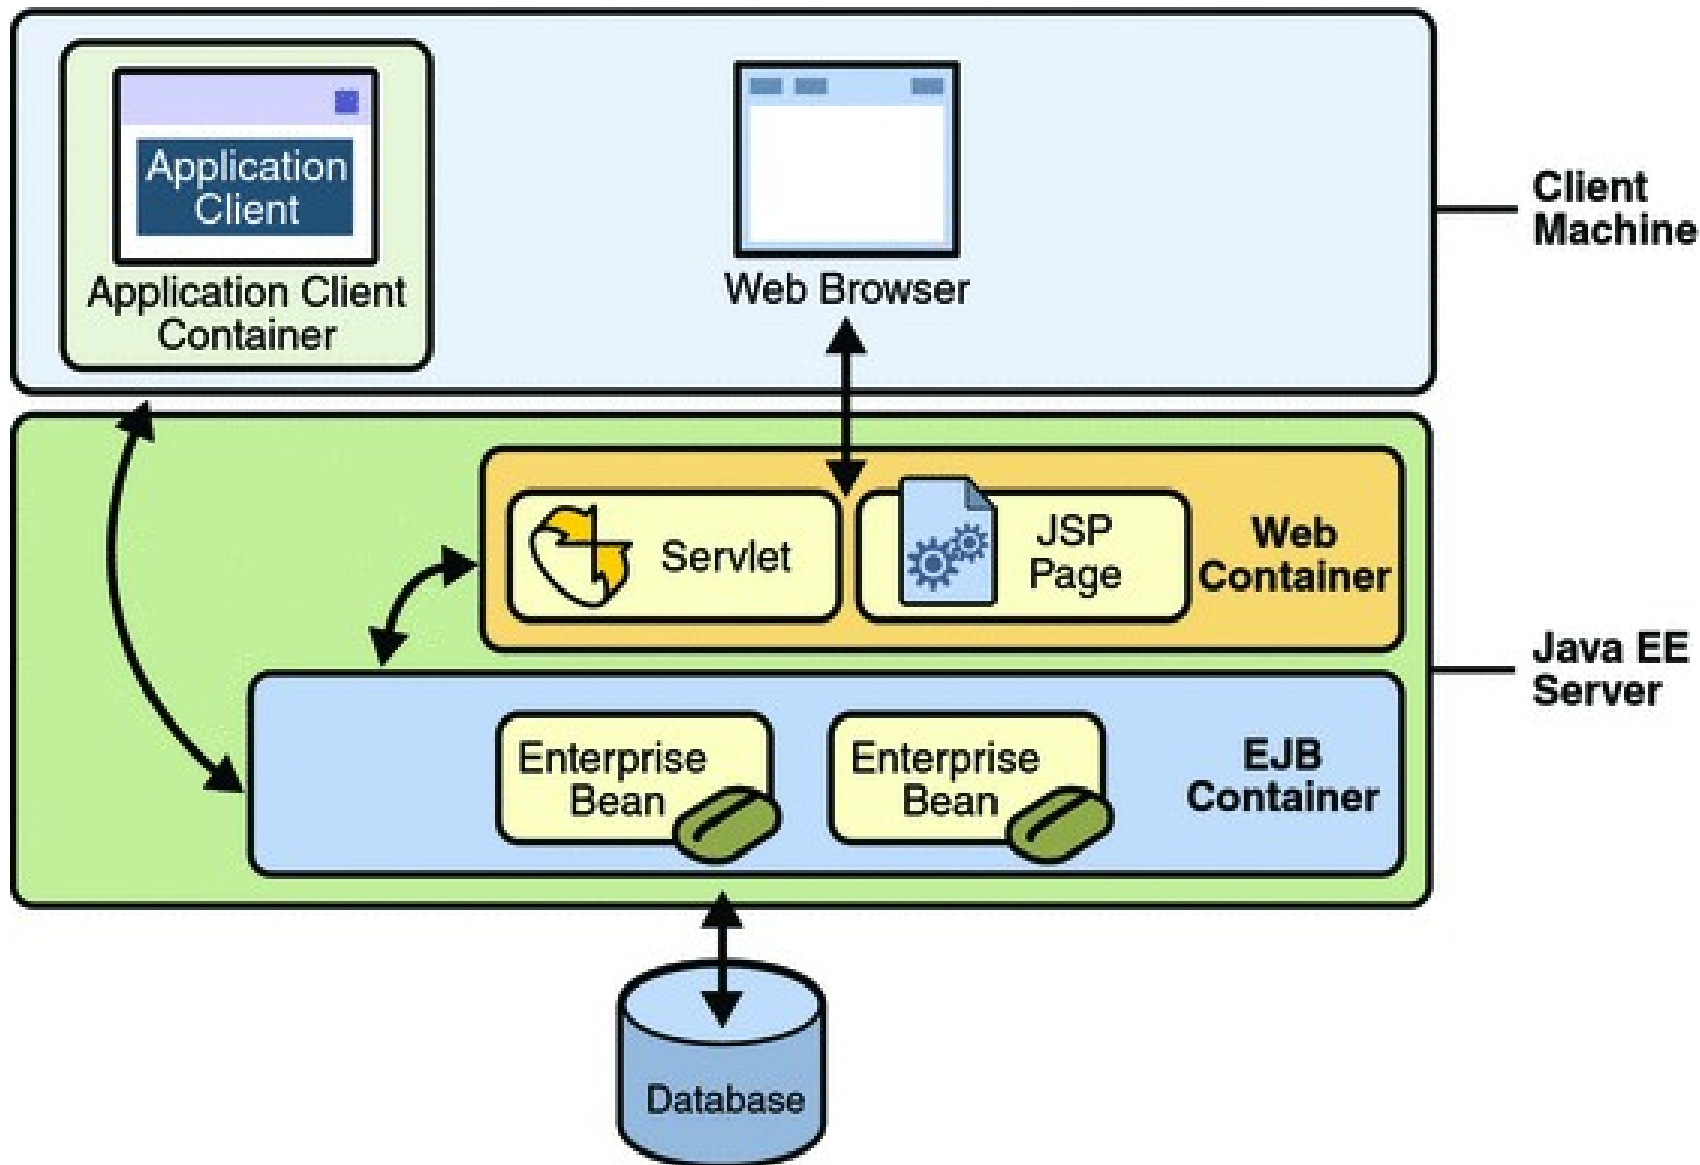 Application
Client
Application Client
Container
Web Browser
Client
Machine
Servlet
JSP
Page
Web
Container
Java EE
Server
Enterprise
Bean
Enterprise
Bean
EJB
Container
Database